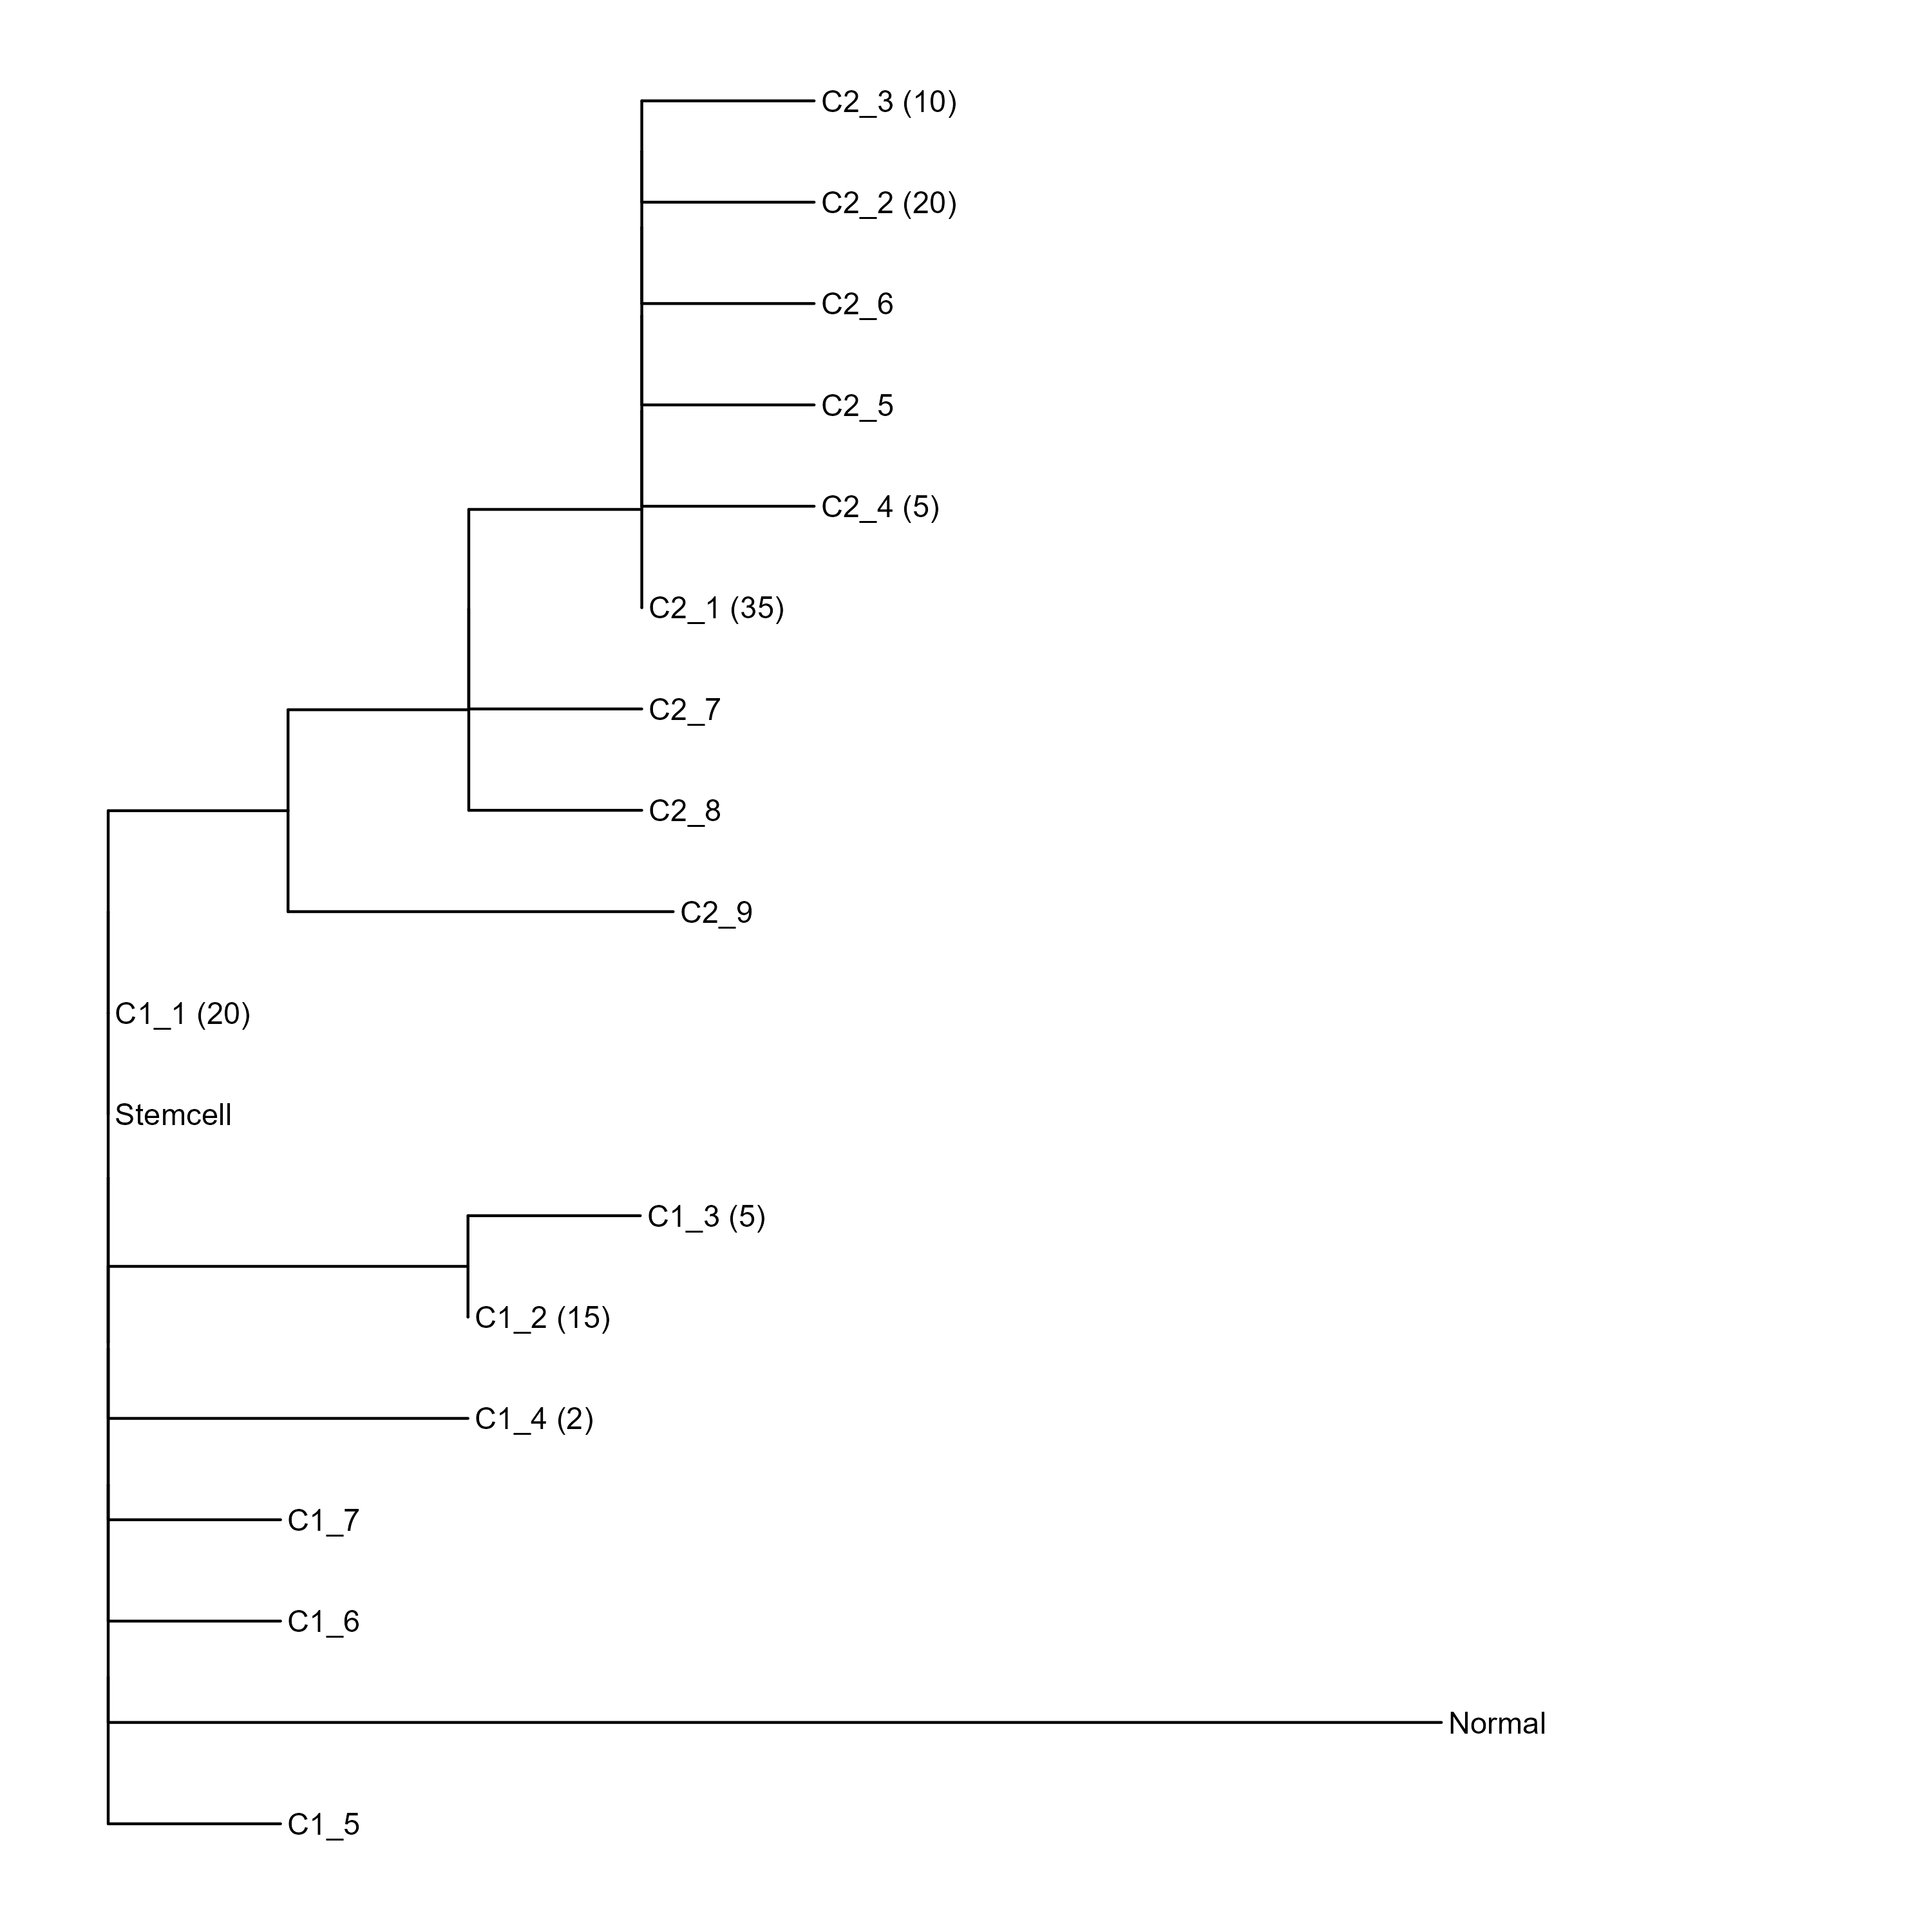 C2_3 (10)
C2_2 (20)
C2_6
C2_5
C2_4 (5)
C2_1 (35)
C2_7
C2_8
C2_9
C1_1 (20)
Stemcell
C1_3 (5)
C1_2 (15)
C1_4 (2)
C1_7
C1_6
Normal
C1_5